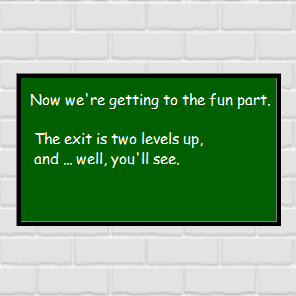 Now we're getting to the fun part.
The exit is two levels up,
and ... well, you'll see.